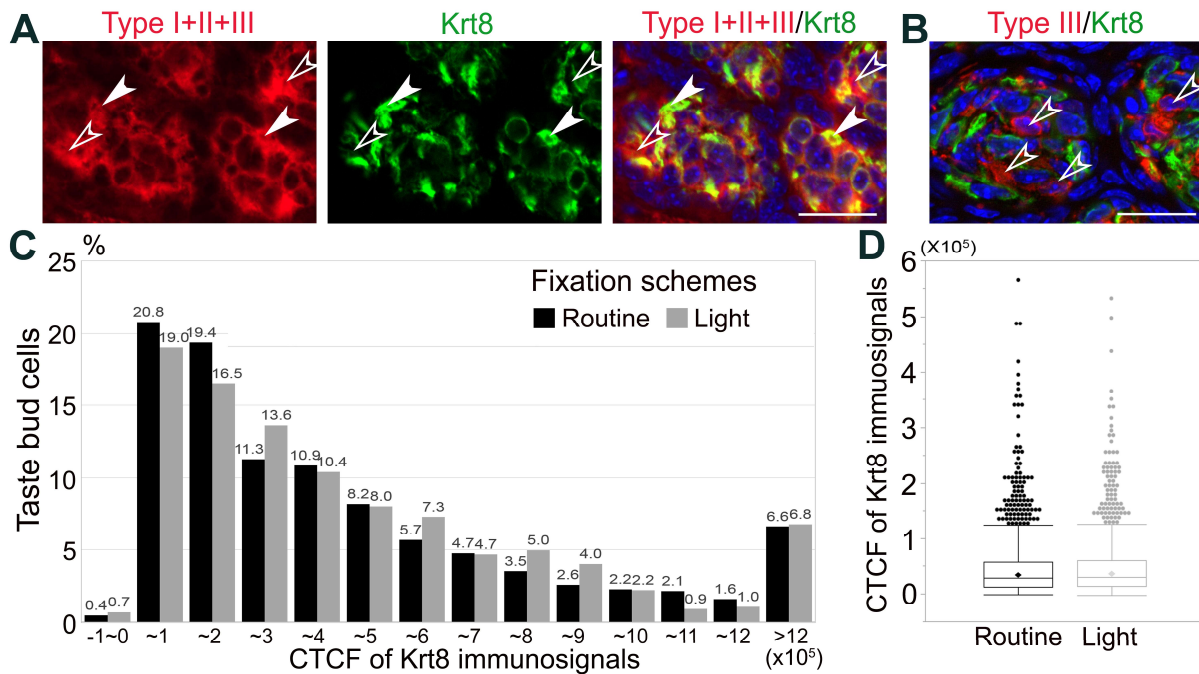 A
Type I+II+III
Krt8
Type I+II+III/Krt8
B
Type III/Krt8
C
%
Taste bud cells
25
20
15
10
5
0
Fixation schemes
Routine
Light
20.8
19.0
19.4
16.5
11.3
13.6
10.9
10.4
8.2
8.0
5.7
7.3
4.7
4.7
3.5
5.0
2.6
4.0
2.2
2.2
2.1
0.9
1.6
1.0
6.6
6.8
0.4
0.7
-1~0 ~1 ~2 ~3 ~4 ~5 ~6 ~7 ~8 ~9 ~10 ~11 ~12 >12
CTCF of Krt8 immunosignals
(x10⁵)
D
(X10⁵)
CTCF of Krt8 immuosignals
6
5
4
3
2
1
0
Routine
Light